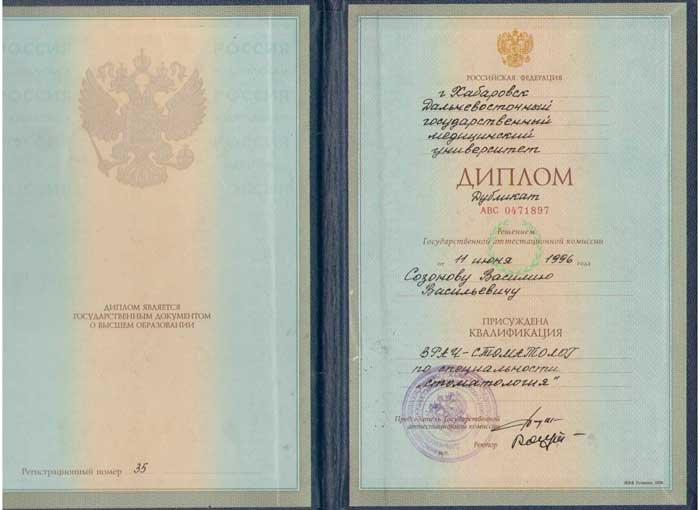 ДИПЛОМ ЯВЛЯЕТСЯ
ГОСУДАРСТВЕННЫМ ДОКУМЕНТОМ
О ВЫСШЕМ ОБРАЗОВАНИИ
Регистрационный номер 35
РОССИЙСКАЯ ФЕДЕРАЦИЯ
г Хабаровск
Дальневосточный
государственный
медицинский
университет
ДИПЛОМ
Дубликат
АВС 0471897
Решением
Государственной аттестационной комиссии
от 11 июня 1996 года
Созонову Василию
Васильевичу
ПРИСУЖДЕНА
КВАЛИФИКАЦИЯ
ВРАЧ-СТОМАТОЛОГ
по специальности
"стоматология"
Председатель Государственной
аттестационной комиссии
Ректор